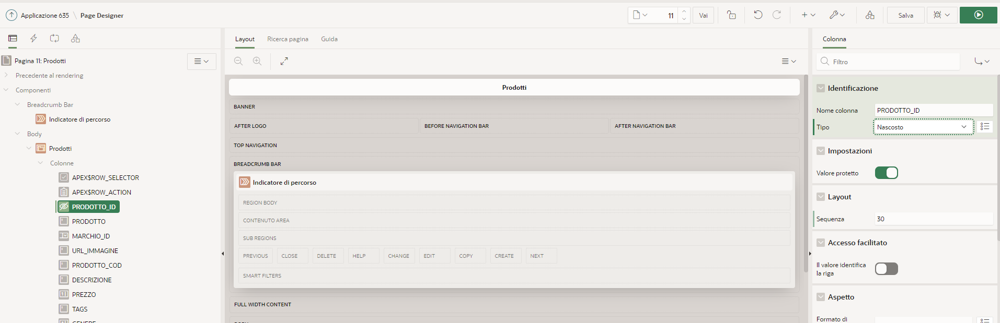 Applicazione 635 \ Page Designer
11
Vai
Salva
Pagina 11: Prodotti
Precedente al rendering
Componenti
Breadcrumb Bar
Indicatore di percorso
Body
Prodotti
Colonne
APEX$ROW_SELECTOR
APEX$ROW_ACTION
PRODOTTO_ID
PRODOTTO
MARCHIO_ID
URL_IMMAGINE
PRODOTTO_COD
DESCRIZIONE
PREZZO
TAGS
GENERE
Layout
Ricerca pagina
Guida
Prodotti
BANNER
AFTER LOGO
BEFORE NAVIGATION BAR
AFTER NAVIGATION BAR
TOP NAVIGATION
BREADCRUMB BAR
Indicatore di percorso
REGION BODY
CONTENUTO AREA
SUB REGIONS
PREVIOUS
CLOSE
DELETE
HELP
CHANGE
EDIT
COPY
CREATE
NEXT
SMART FILTERS
FULL WIDTH CONTENT
BODY
Colonna
Filtro
Identificazione
Nome colonna
PRODOTTO_ID
Tipo
Nascosto
Impostazioni
Valore protetto
Layout
Sequenza
30
Accesso facilitato
Il valore identifica
la riga
Aspetto
Formato di